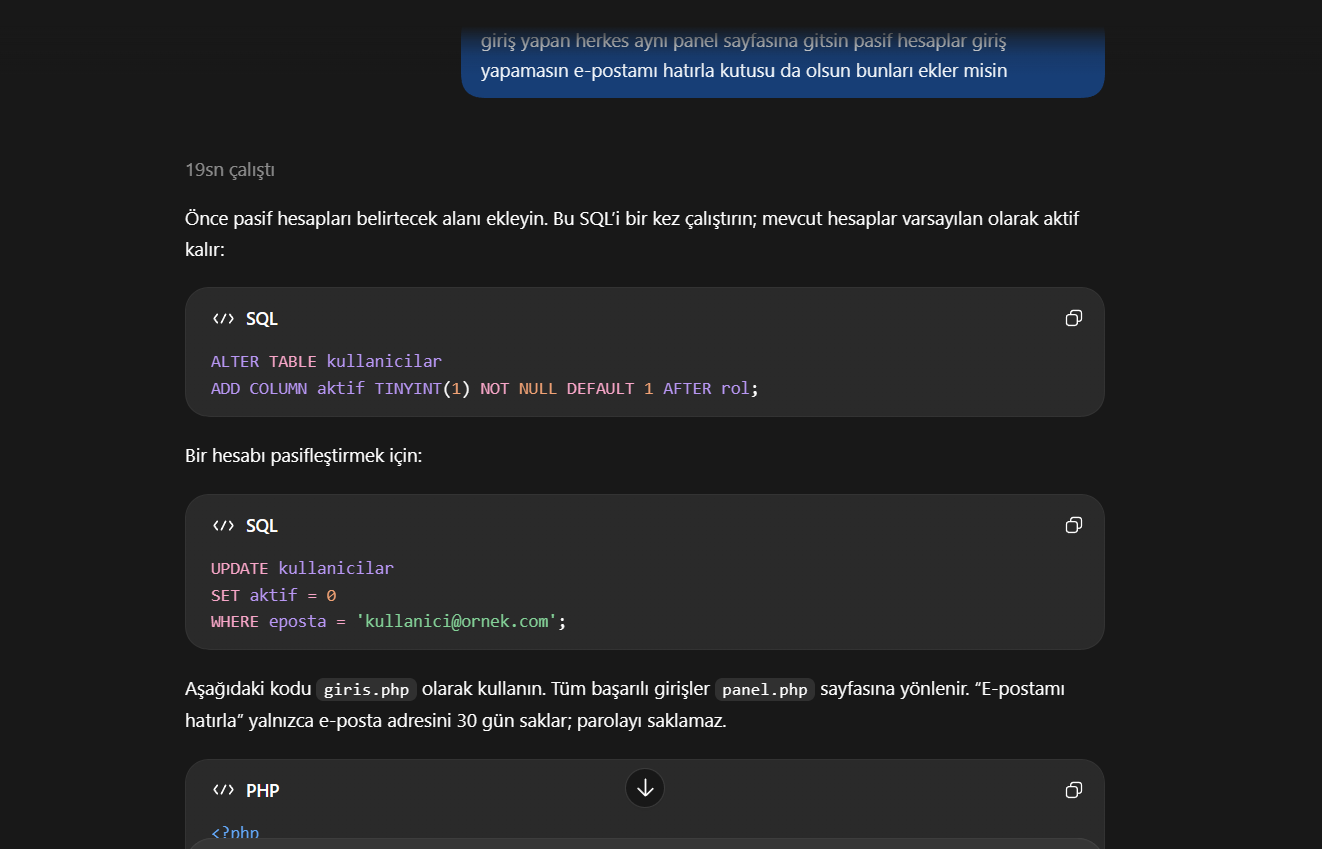 giriş yapan herkes aynı panel sayfasına gitsin pasif hesaplar giriş
yapamasın e-postamı hatırla kutusu da olsun bunları ekler misin
19sn çalıştı
Önce pasif hesapları belirtecek alanı ekleyin. Bu SQL’i bir kez çalıştırın; mevcut hesaplar varsayılan olarak aktif
kalır:
SQL
ALTER TABLE kullanicilar
ADD COLUMN aktif TINYINT(1) NOT NULL DEFAULT 1 AFTER rol;
Bir hesabı pasifleştirmek için:
SQL
UPDATE kullanicilar
SET aktif = 0
WHERE eposta = 'kullanici@ornek.com';
Aşağıdaki kodu giris.php olarak kullanın. Tüm başarılı girişler panel.php sayfasına yönlenir. “E-postamı
hatırla” yalnızca e-posta adresini 30 gün saklar; parolayı saklamaz.
PHP
<?php